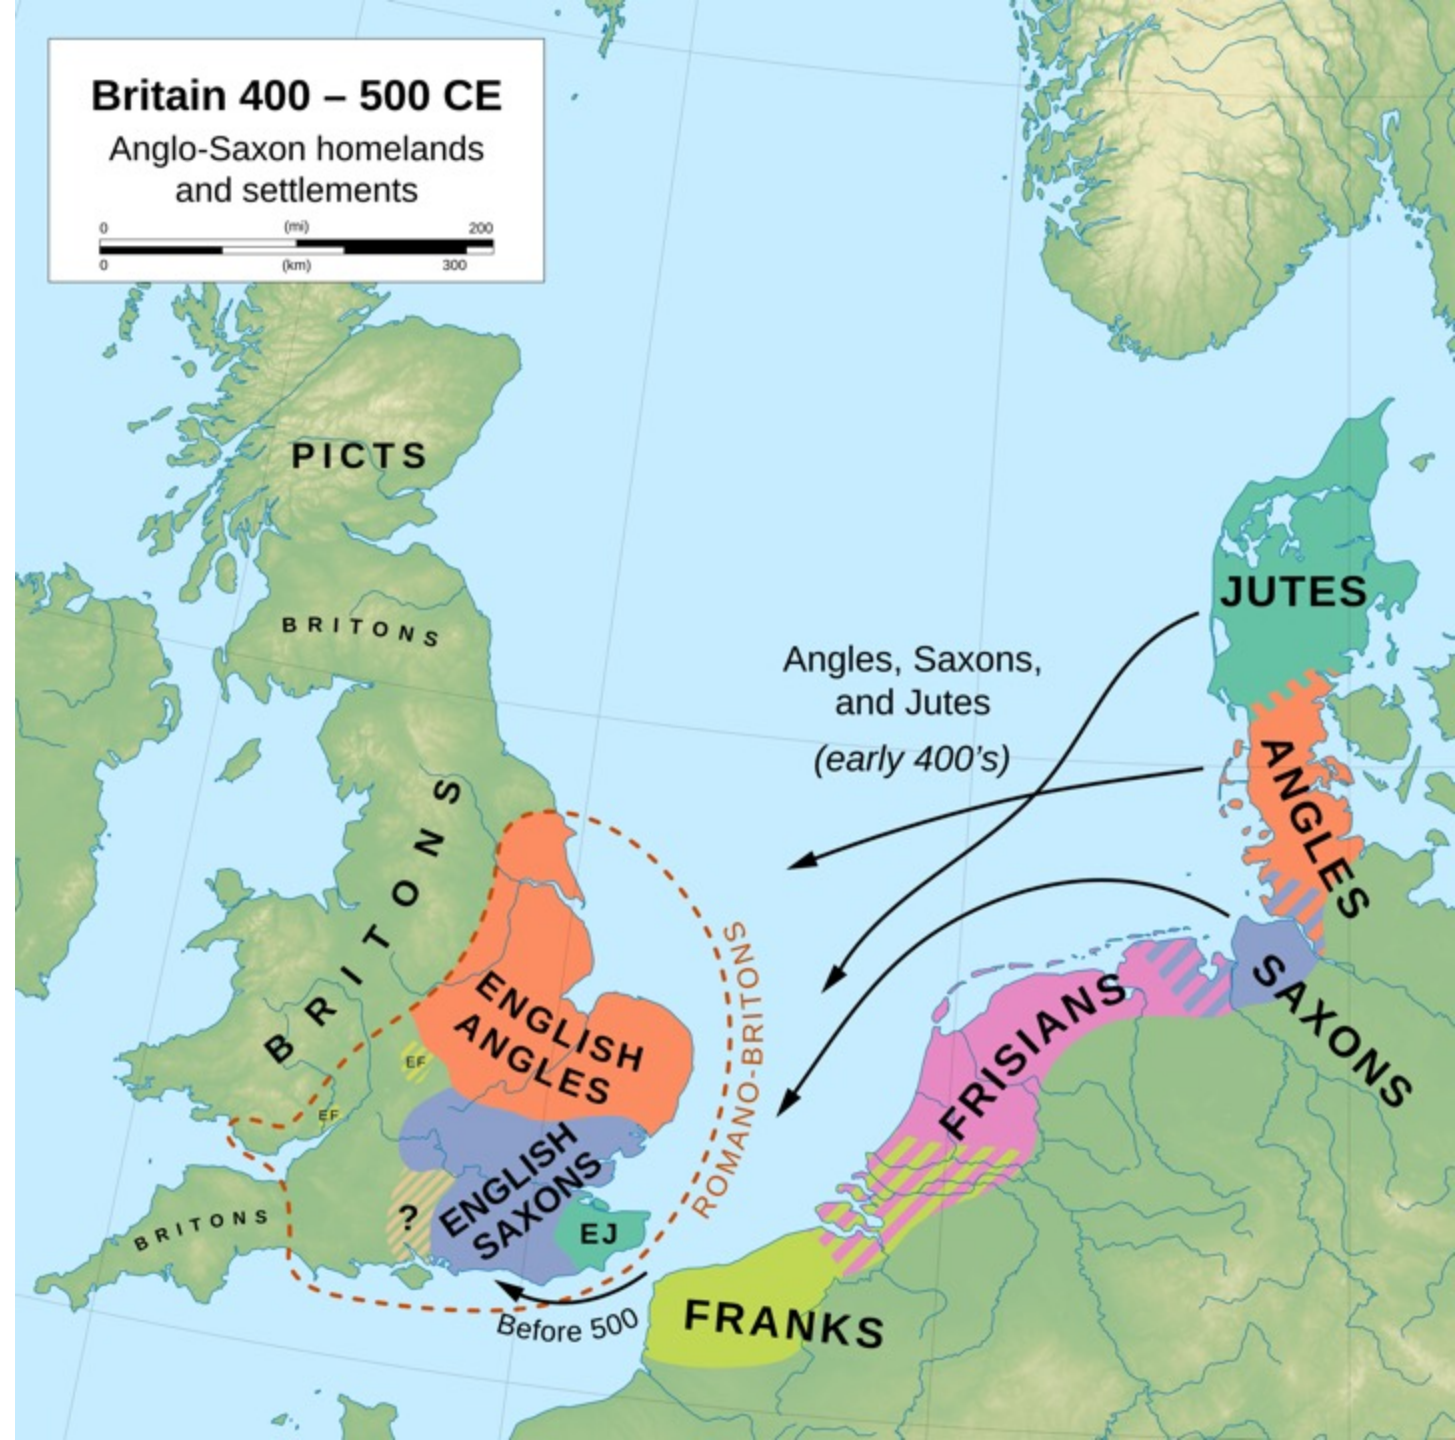 Britain 400 – 500 CE
Anglo-Saxon homelands
and settlements
0 (mi) 200
0 (km) 300
PICTS
BRITONS
JUTES
Angles, Saxons,
and Jutes
(early 400's)
ANGLES
BRITONS
ROMANO-BRITONS
SAXONS
FRISIANS
ENGLISH
ANGLES
EF
EF
ENGLISH
SAXONS
?
EJ
BRITONS
Before 500
FRANKS